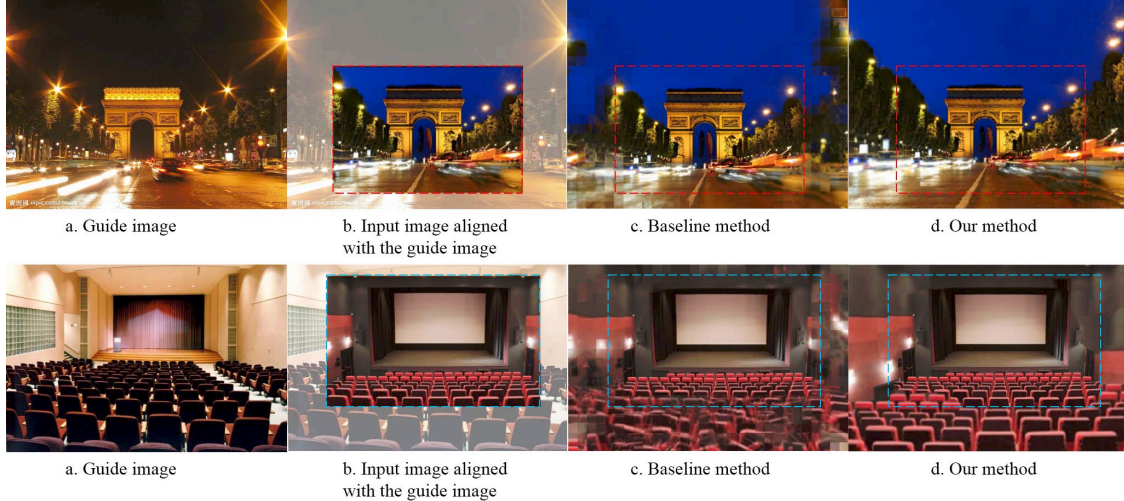 a. Guide image
b. Input image aligned
with the guide image
c. Baseline method
d. Our method
a. Guide image
b. Input image aligned
with the guide image
c. Baseline method
d. Our method